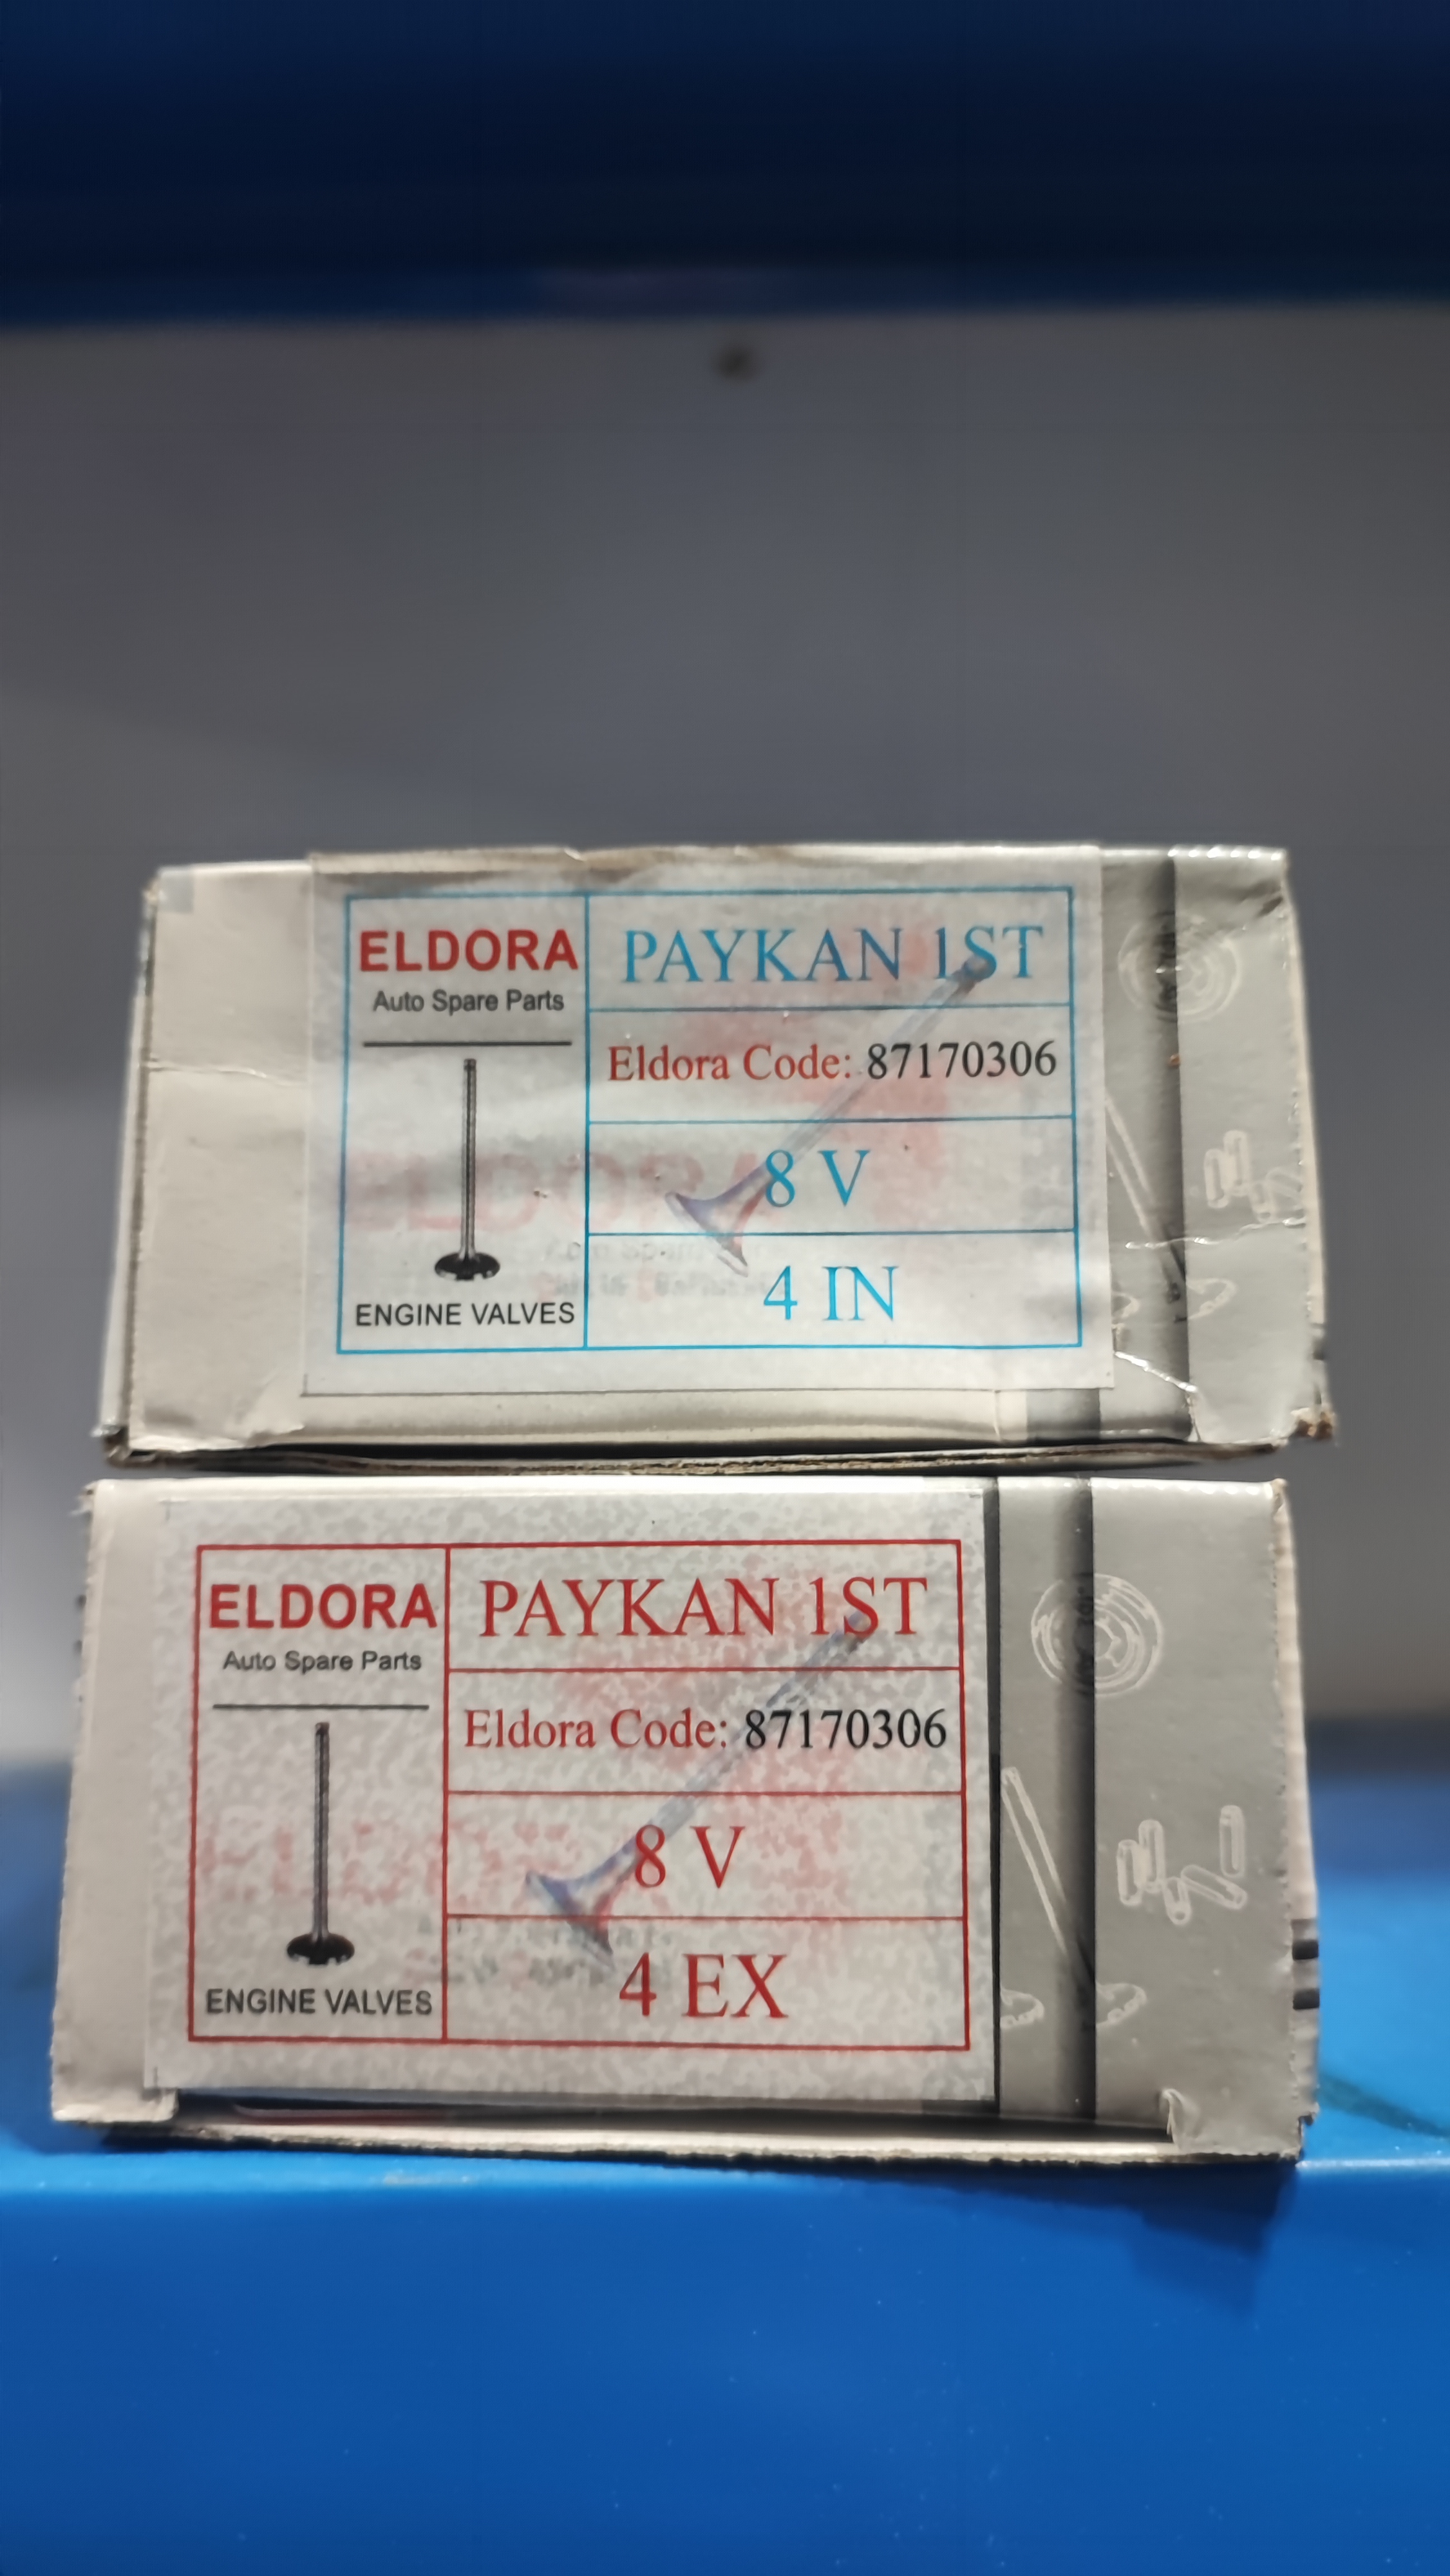 ELDORA
Auto Spare Parts
ENGINE VALVES
PAYKAN 1ST
Eldora Code: 87170306
8 V
4 IN
ELDORA
Auto Spare Parts
ENGINE VALVES
PAYKAN 1ST
Eldora Code: 87170306
8 V
4 EX